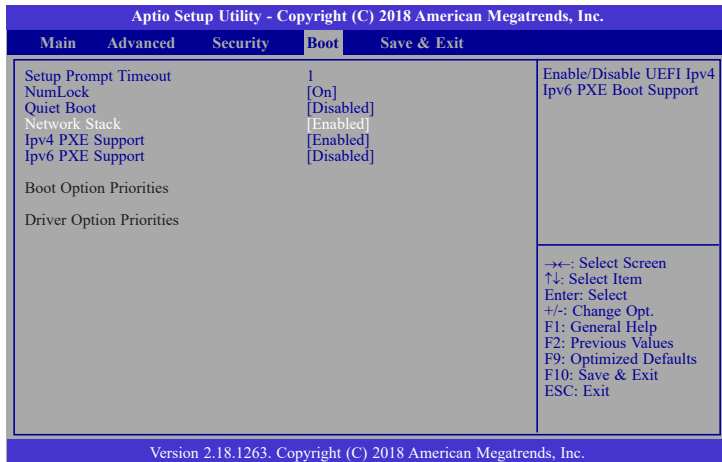 Aptio Setup Utility - Copyright (C) 2018 American Megatrends, Inc.
Main Advanced Security Boot Save & Exit
Setup Prompt Timeout 1
NumLock [On]
Quiet Boot [Disabled]
Network Stack [Enabled]
Ipv4 PXE Support [Enabled]
Ipv6 PXE Support [Disabled]
Boot Option Priorities
Driver Option Priorities
Enable/Disable UEFI Ipv4
Ipv6 PXE Boot Support
→←: Select Screen
↑↓: Select Item
Enter: Select
+/-: Change Opt.
F1: General Help
F2: Previous Values
F9: Optimized Defaults
F10: Save & Exit
ESC: Exit
Version 2.18.1263. Copyright (C) 2018 American Megatrends, Inc.